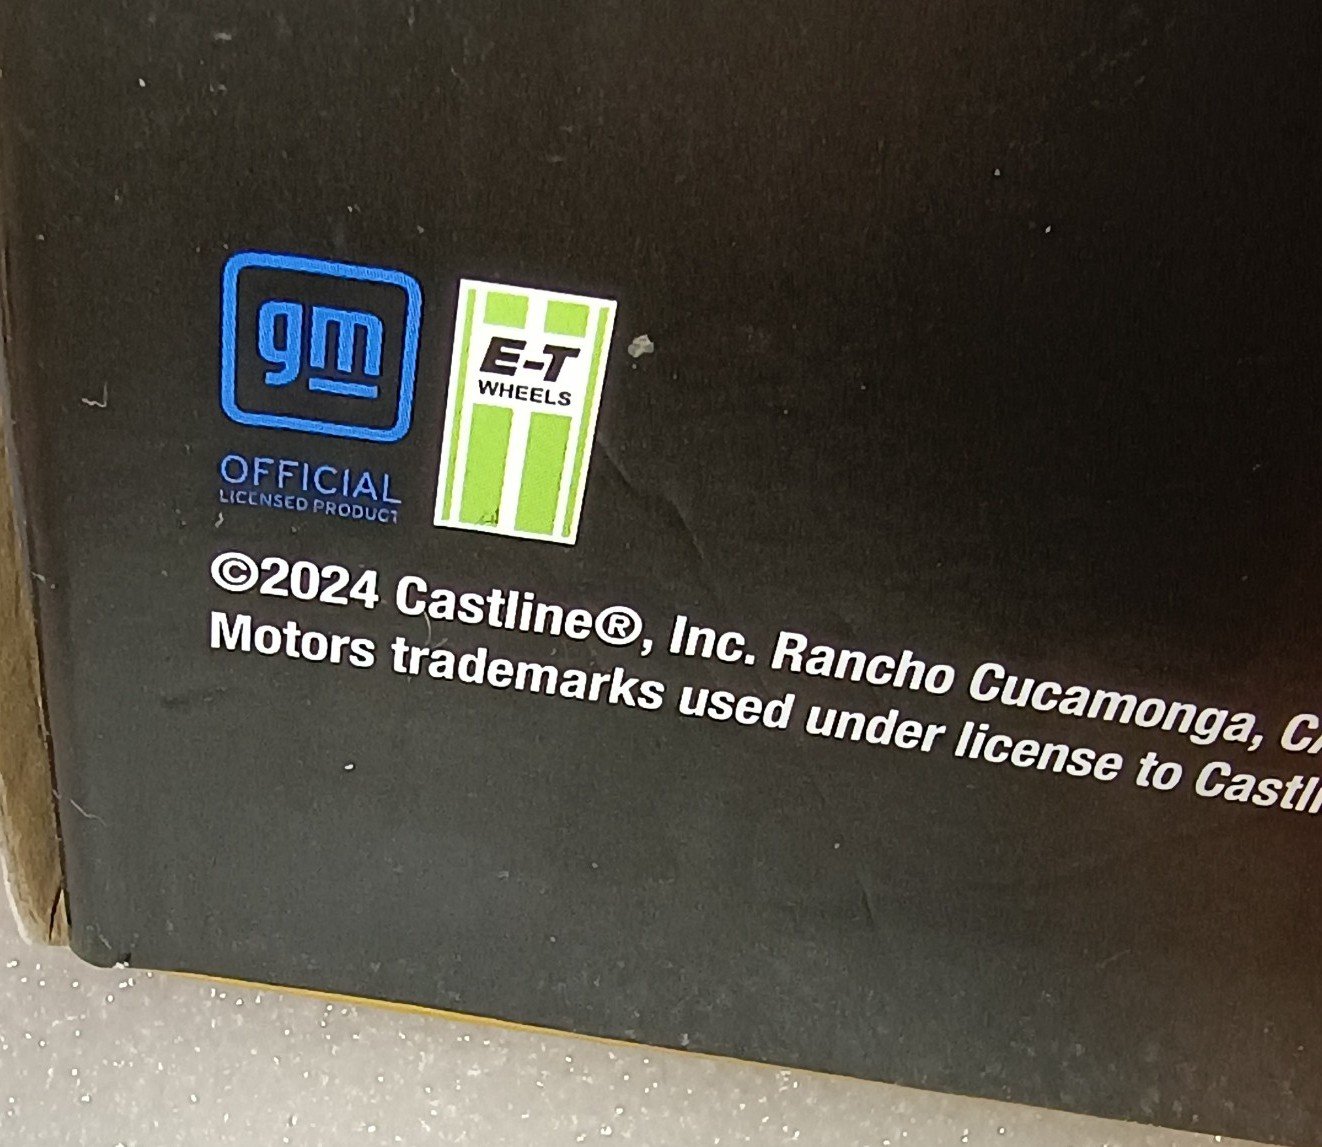 gm
E-T
WHEELS
OFFICIAL
LICENSED PRODUCT
©2024 Castline®, Inc. Rancho Cucamonga,
Motors trademarks used under license to